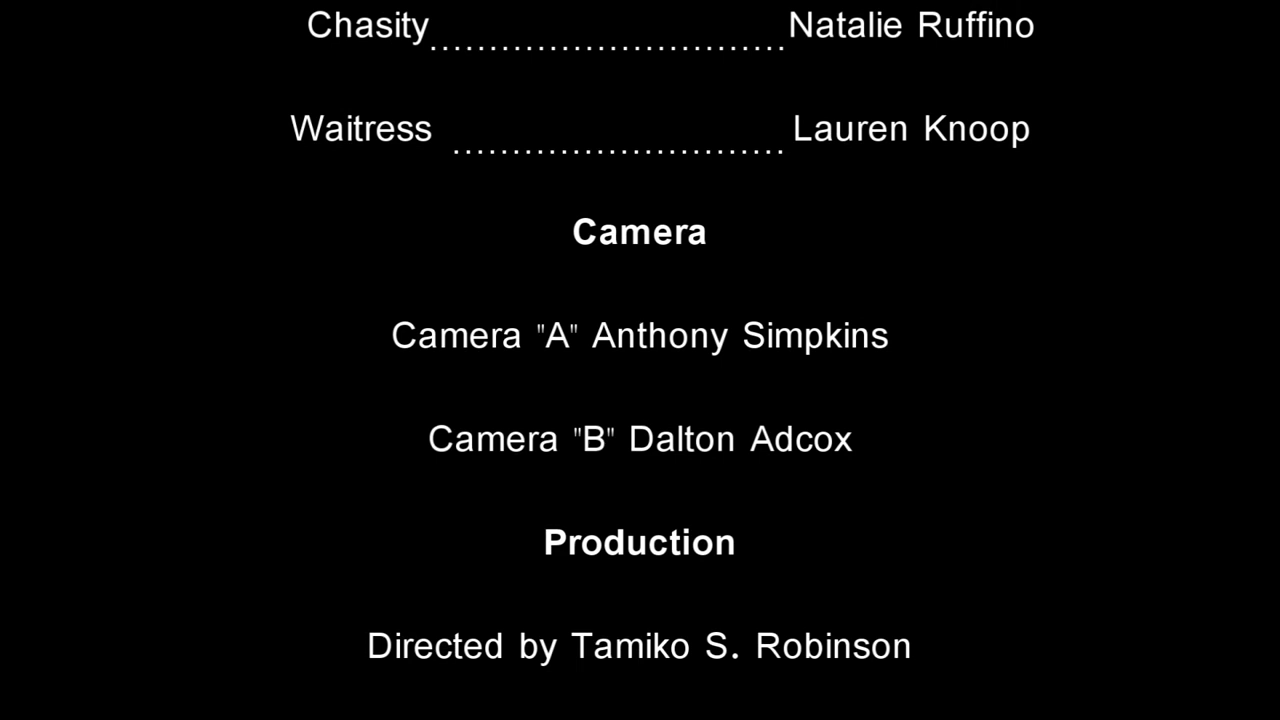 Chasity..............................Natalie Ruffino
Waitress ............................ Lauren Knoop
Camera
Camera "A" Anthony Simpkins
Camera "B" Dalton Adcox
Production
Directed by Tamiko S. Robinson